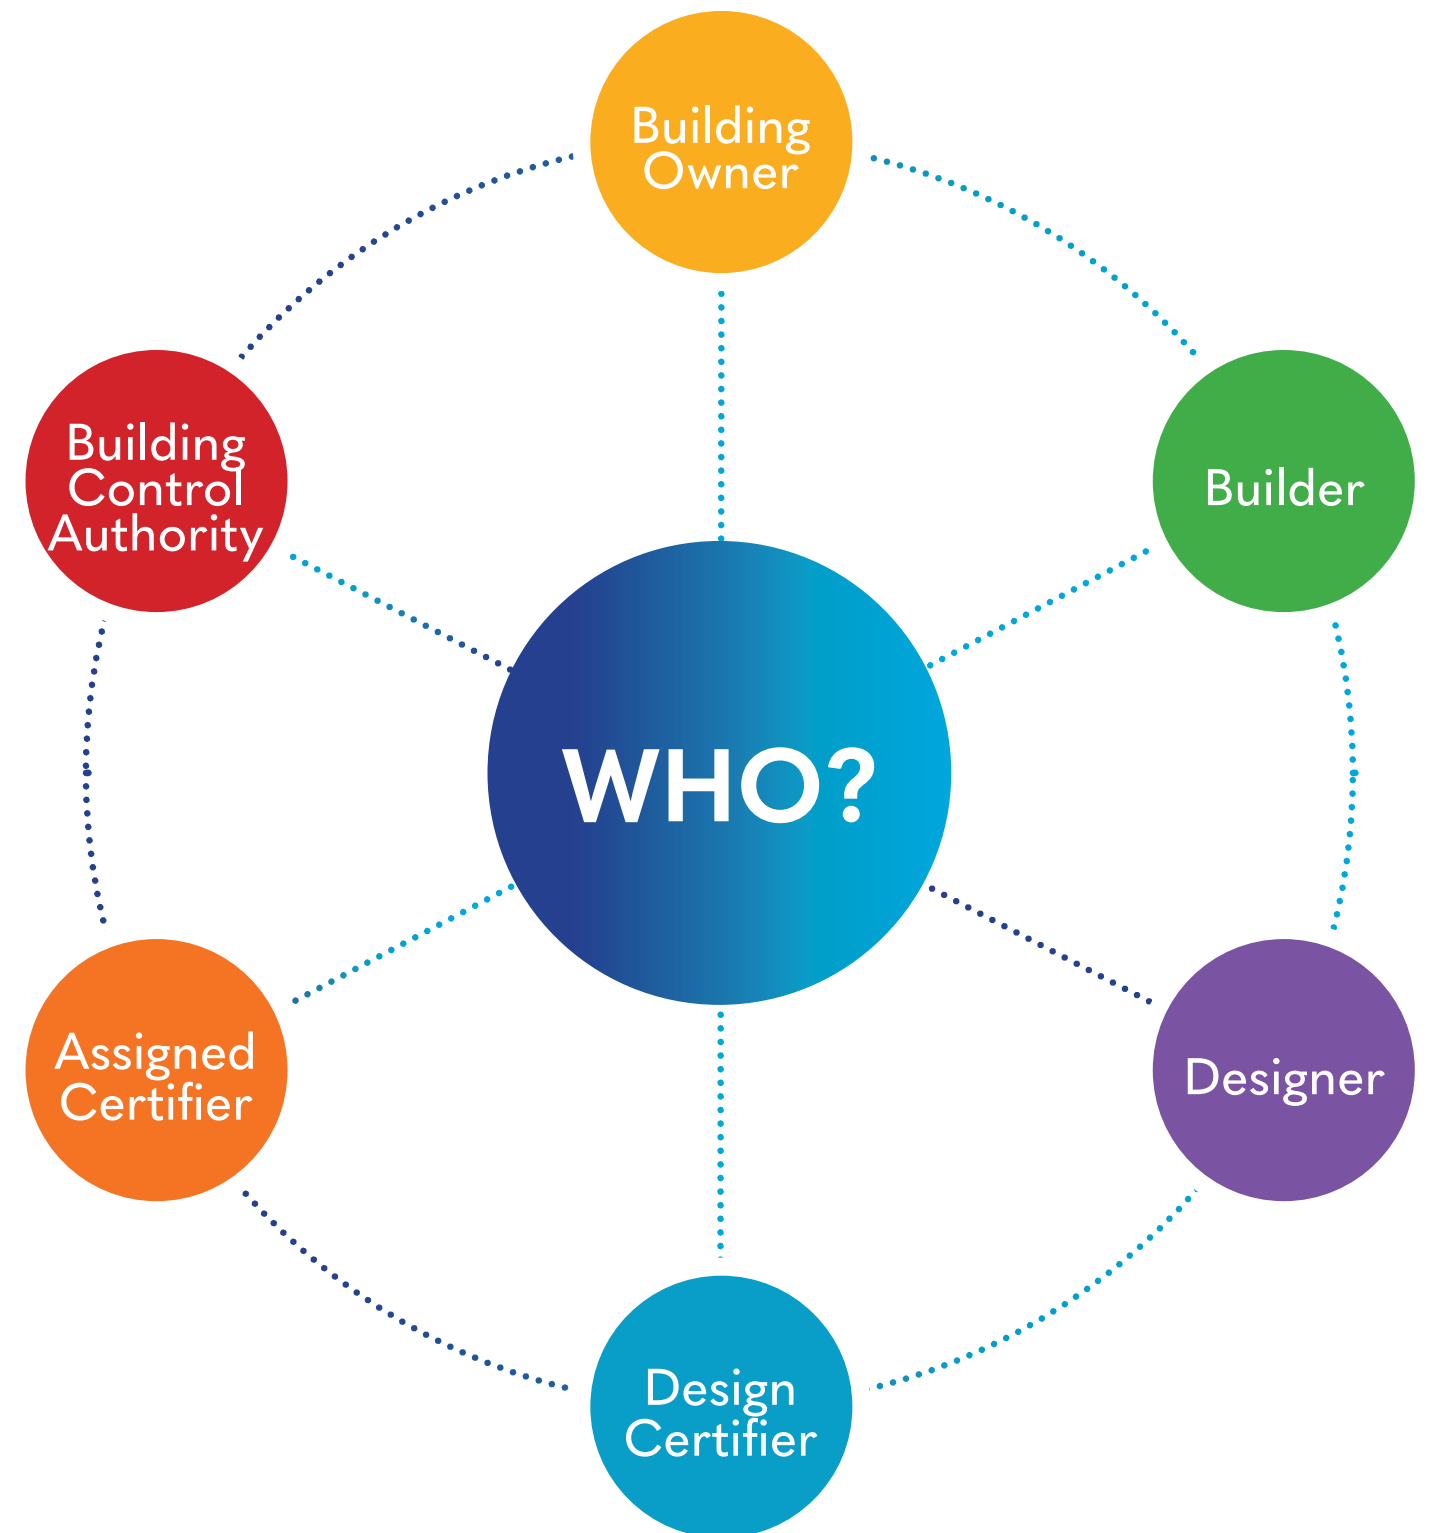 Building
Owner
Builder
Building
Control
Authority
WHO?
Assigned
Certifier
Designer
Design
Certifier